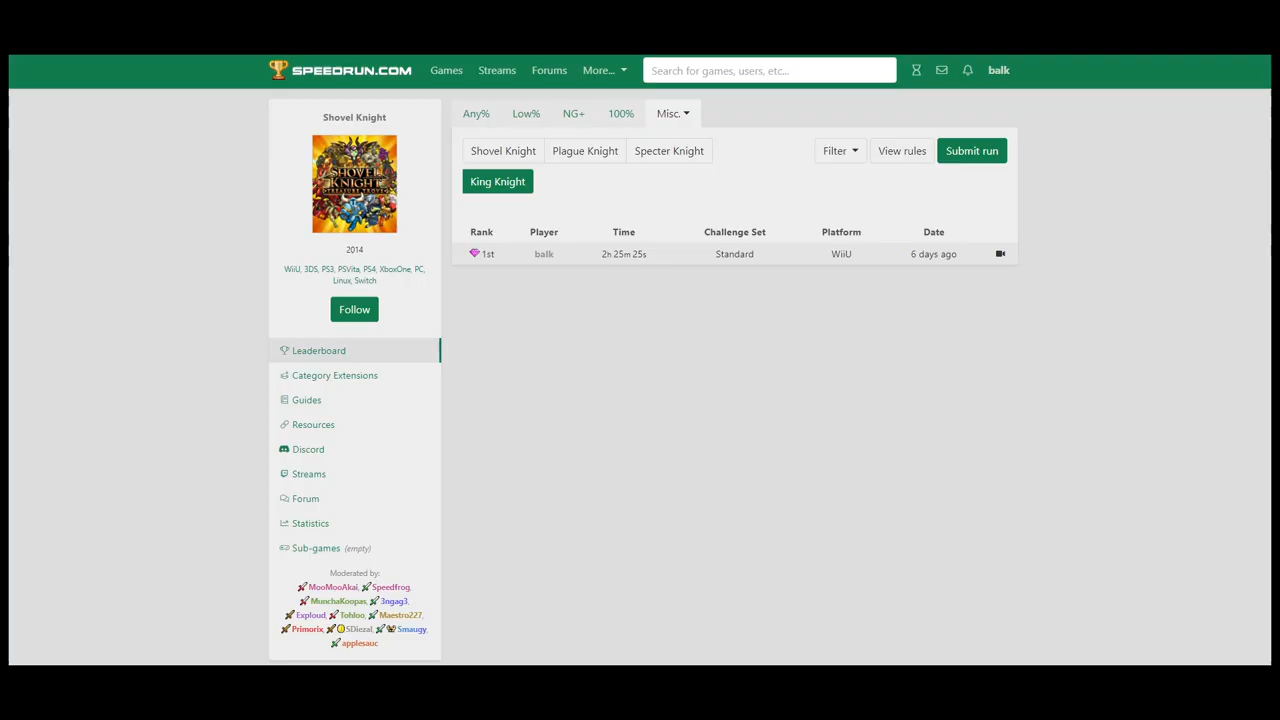 SPEEDRUN.COM Games Streams Forums More... Search for games, users, etc... balk
Shovel Knight
SHOVEL
KNIGHT
TREASURE TROVE
2014
WiiU, 3DS, PS3, PSVita, PS4, XboxOne, PC,
Linux, Switch
Follow
Leaderboard
Category Extensions
Guides
Resources
Discord
Streams
Forum
Statistics
Sub-games (empty)
Moderated by:
MooMooAkai, Speedfrog,
MunchaKoopas, 3ngag3,
Exploud, Tohloo, Maestro227,
Primorix, SDiezal, Smaugy,
applesauc
Any% Low% NG+ 100% Misc.
Shovel Knight Plague Knight Specter Knight Filter View rules Submit run
King Knight
Rank Player Time Challenge Set Platform Date
1st balk 2h 25m 25s Standard WiiU 6 days ago